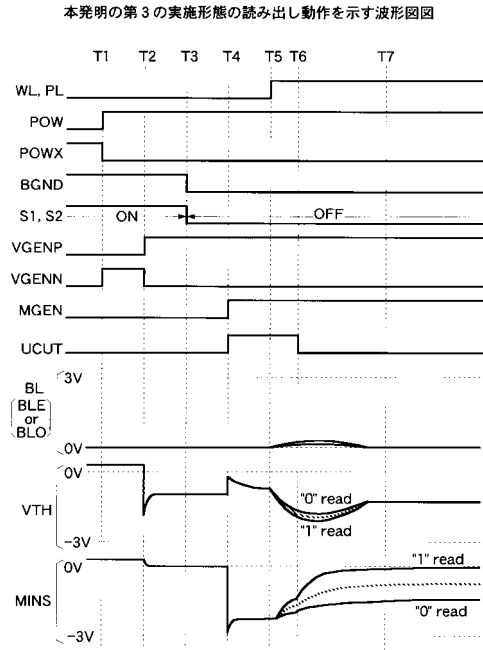 本発明の第3の実施形態の読み出し動作を示す波形図図
T1 T2 T3 T4 T5 T6 T7
WL, PL
POW
POWX
BGND
S1, S2 ON OFF
VGENP
VGENN
MGEN
UCUT
3V
BL
BLE
or
BLO
0V
0V
"0" read
VTH
"1" read
-3V
0V
"1" read
MINS
"0" read
-3V